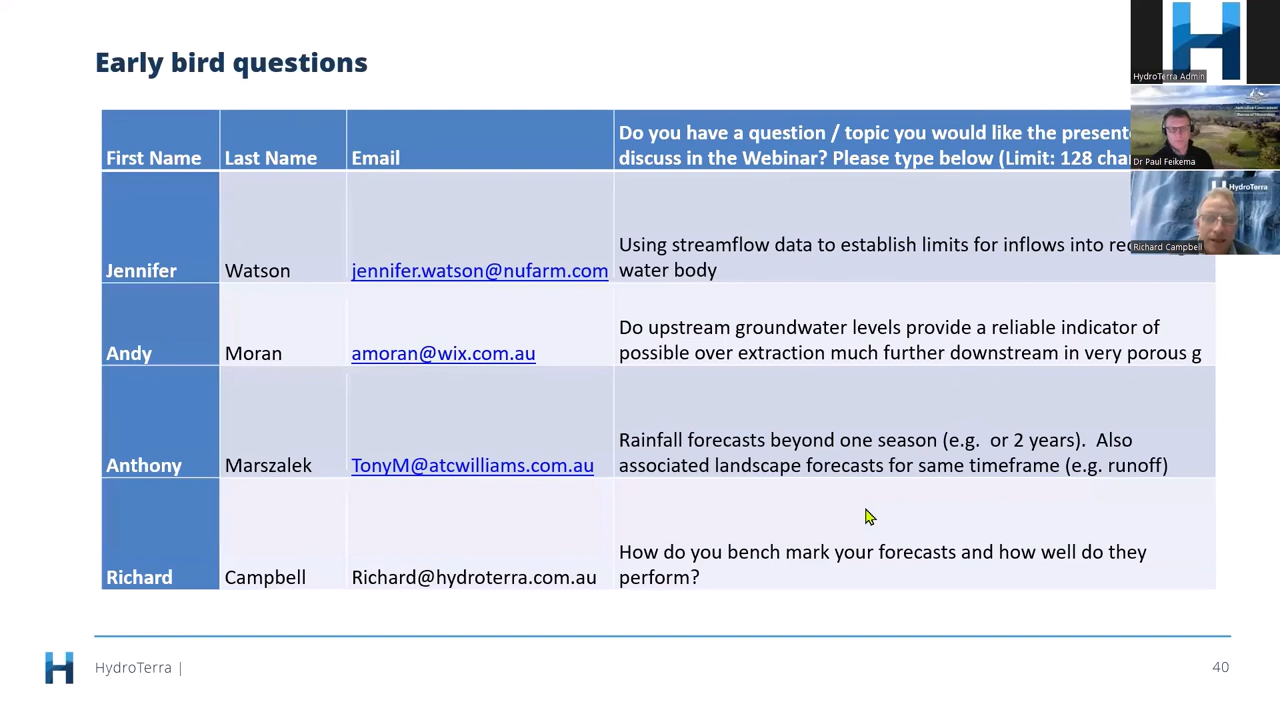 Early bird questions
First Name
Last Name
Email
Do you have a question / topic you would like the
discuss in the Webinar? Please type below (Limit: 128
Jennifer
Watson
jennifer.watson@nufarm.com
Using streamflow data to establish limits for inflows into
water body
Andy
Moran
amoran@wix.com.au
Do upstream groundwater levels provide a reliable indicator of
possible over extraction much further downstream in very porous g
Anthony
Marszalek
TonyM@atcwilliams.com.au
Rainfall forecasts beyond one season (e.g. or 2 years). Also
associated landscape forecasts for same timeframe (e.g. runoff)
Richard
Campbell
Richard@hydroterra.com.au
How do you bench mark your forecasts and how well do they
perform?
HydroTerra |
40
HydroTerra Admin
Australian Government
Bureau of Meteorology
Dr Paul Feikema
HydroTerra
Richard Campbell